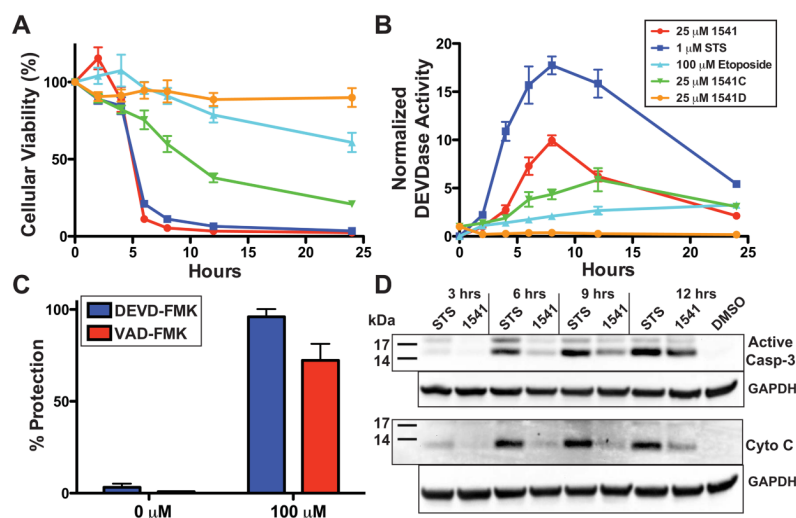 A
Cellular Viability (%)
100
50
0
0 5 10 15 20 25
Hours
B
Normalized
DEVDase Activity
20
15
10
5
0
0 5 10 15 20 25
Hours
25 μM 1541
1 μM STS
100 μM Etoposide
25 μM 1541C
25 μM 1541D
C
% Protection
100
50
0
DEVD-FMK
VAD-FMK
0 μM 100 μM
D
3 hrs 6 hrs 9 hrs 12 hrs
kDa STS 1541 STS 1541 STS 1541 STS 1541 DMSO
17
14
Active
Casp-3
GAPDH
17
14
Cyto C
GAPDH